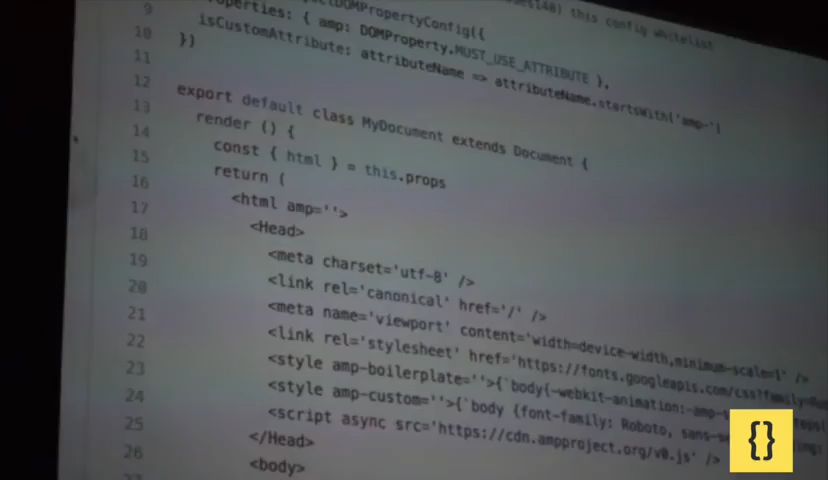 this config whitelist
9 properties: { amp: DOMProperty.MUST_USE_ATTRIBUTE },
10 isCustomAttribute: attributeName => attributeName.startsWith('amp-')
11 })
12
13 export default class MyDocument extends Document {
14 render () {
15 const { html } = this.props
16 return (
17 <html amp=''>
18 <Head>
19 <meta charset='utf-8' />
20 <link rel='canonical' href='/' />
21 <meta name='viewport' content='width=device-width,minimum-scale=1' />
22 <link rel='stylesheet' href='https://fonts.googleapis.com/css?family=
23 <style amp-boilerplate=''>{`body{-webkit-animation:-amp-
24 <style amp-custom=''>{`body {font-family: Roboto,
25 <script async src='https://cdn.ampproject.org/v0.js' />
26 </Head>
27 <body>
{}